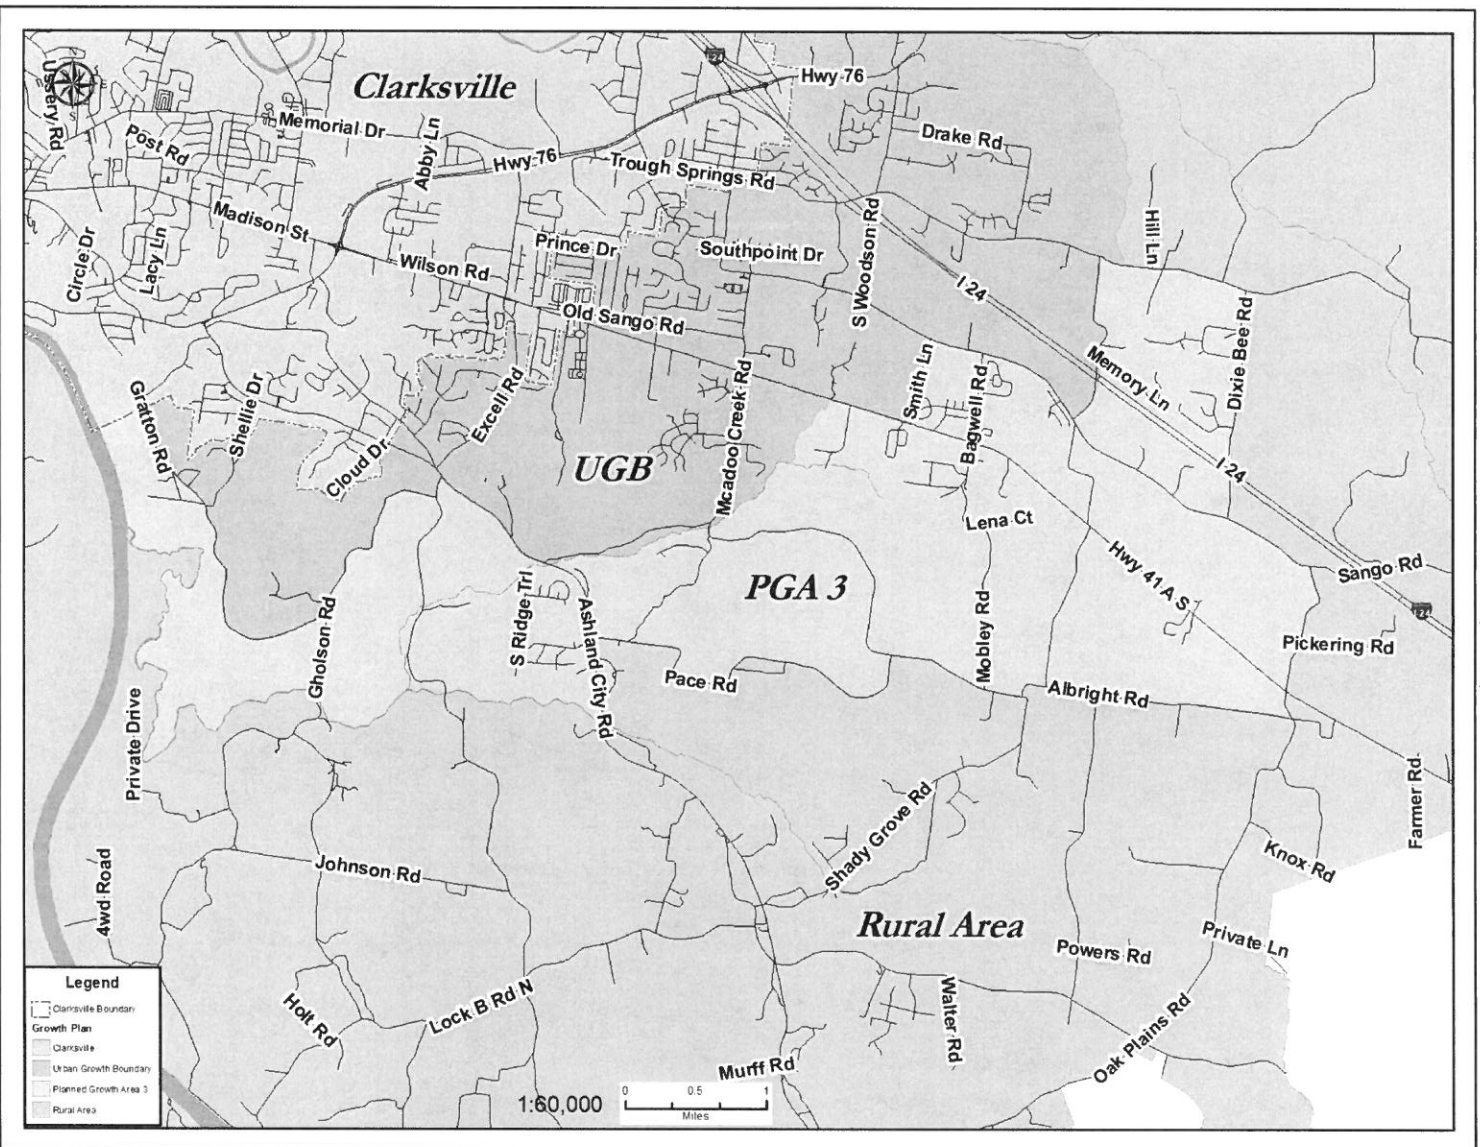 24
Hwy 76
Clarksville
N
E
S
Ussery Rd
Memorial Dr
Post Rd
Abby Ln
Hwy 76
Drake Rd
Trough Springs Rd
Madison St
Circle Dr
Lacy Ln
Wilson Rd
Prince Dr
Southpoint Dr
S Woodson Rd
Hill Ln
I 24
Old Sango Rd
Dixie Bee Rd
Memory Ln
Smith Ln
Bagwell Rd
Gratton Rd
Shellie Dr
Excell Rd
Mcadoo Creek Rd
Cloud Dr
UGB
I 24
Lena Ct
Hwy 41 A S
Sango Rd
24
PGA 3
S Ridge Trl
Ashland City Rd
Gholson Rd
Mobley Rd
Pickering Rd
Pace Rd
Albright Rd
Private Drive
Shady Grove Rd
Farmer Rd
Knox Rd
Johnson Rd
4wd Road
Rural Area
Powers Rd
Private Ln
Holt Rd
Lock B Rd N
Walter Rd
Oak Plains Rd
Murff Rd
Legend
Clarksville Boundary
Growth Plan
Clarksville
Urban Growth Boundary
Planned Growth Area 3
Rural Area
1:60,000
0 0.5 1
Miles